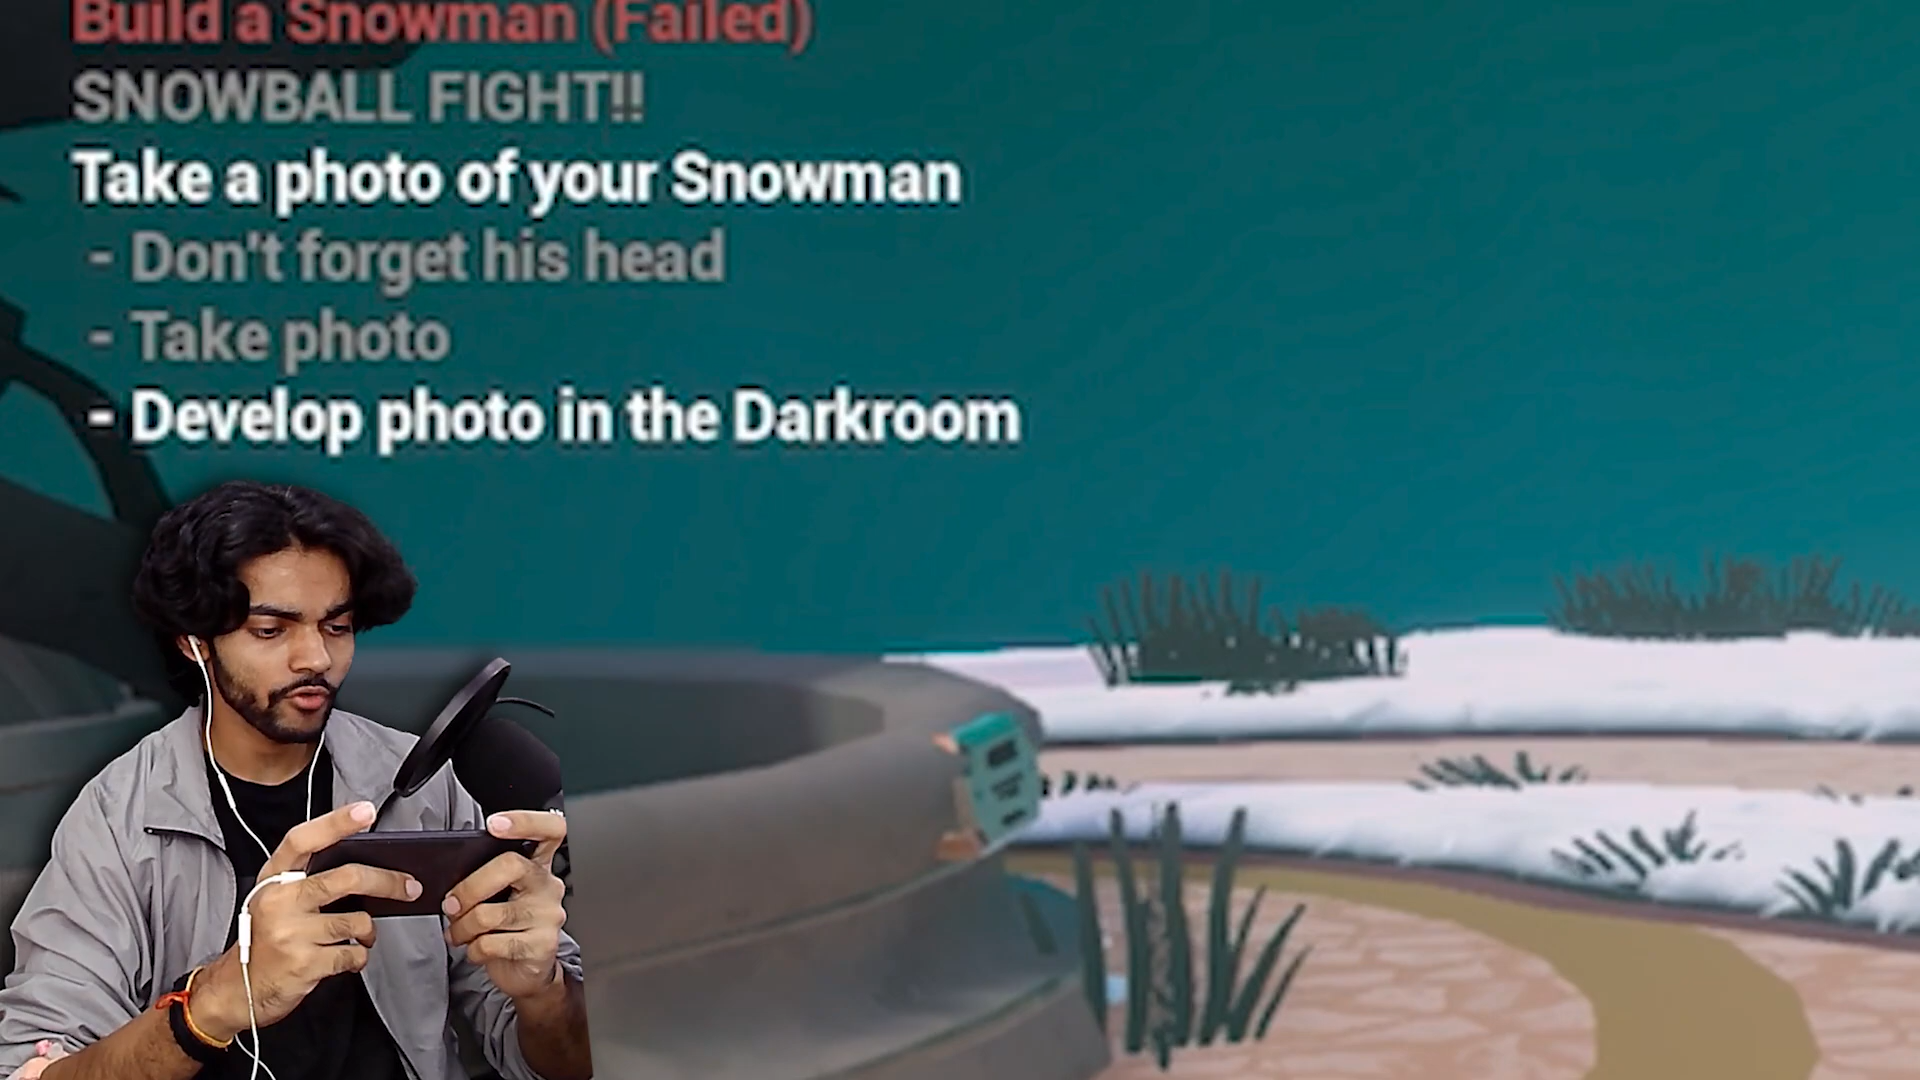 Build a Snowman (Failed)
SNOWBALL FIGHT!!
Take a photo of your Snowman
- Don't forget his head
- Take photo
- Develop photo in the Darkroom